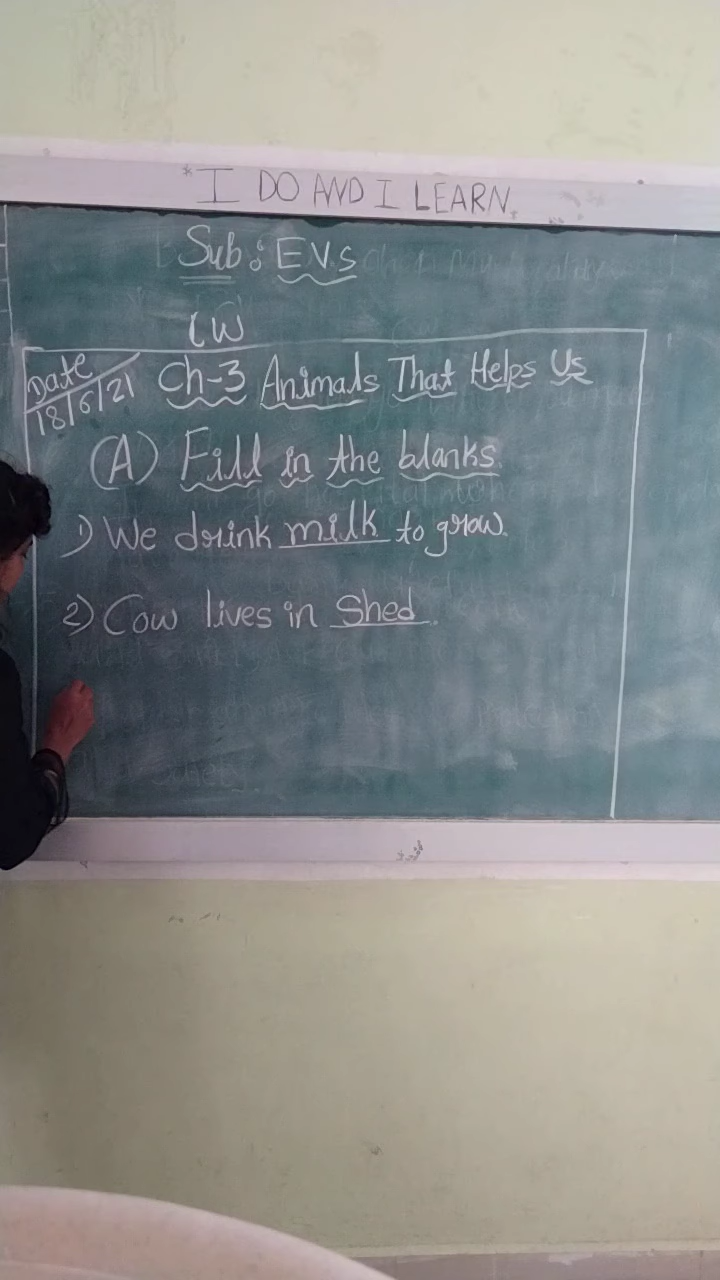 *I DO AND I LEARN.
Sub : EVS
CW
Date
18/6/21
Ch-3 Animals That Helps Us
(A) Fill in the blanks.
1) We drink milk to grow.
2) Cow lives in Shed.